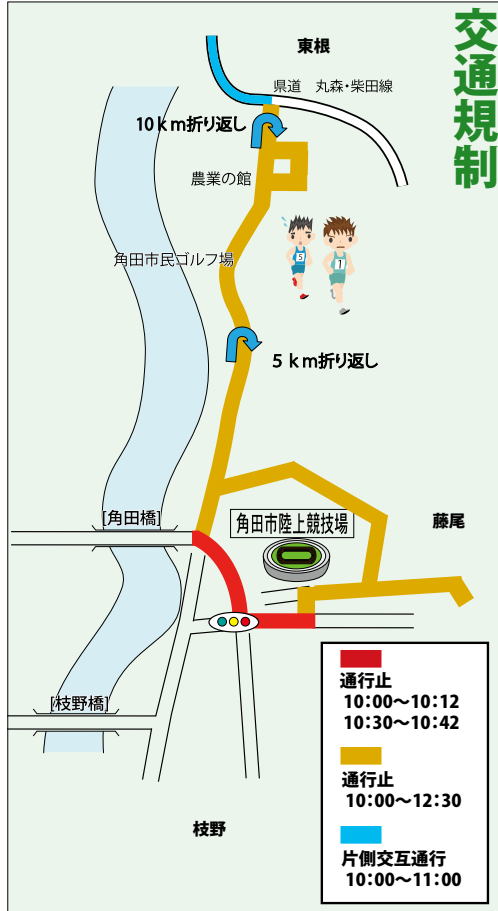 交通規制
東根
県道　丸森・柴田線
10ｋｍ折り返し
農業の館
角田市民ゴルフ場
5
1
５ｋｍ折り返し
[角田橋]
角田市陸上競技場
藤尾
[枝野橋]
枝野
通行止
10:00～10:12
10:30～10:42
通行止
10:00～12:30
片側交互通行
10:00～11:00